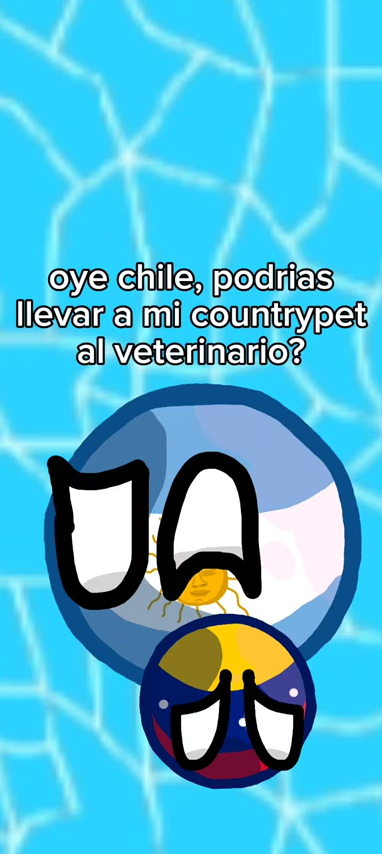 oye chile, podrias
llevar a mi countrypet
al veterinario?